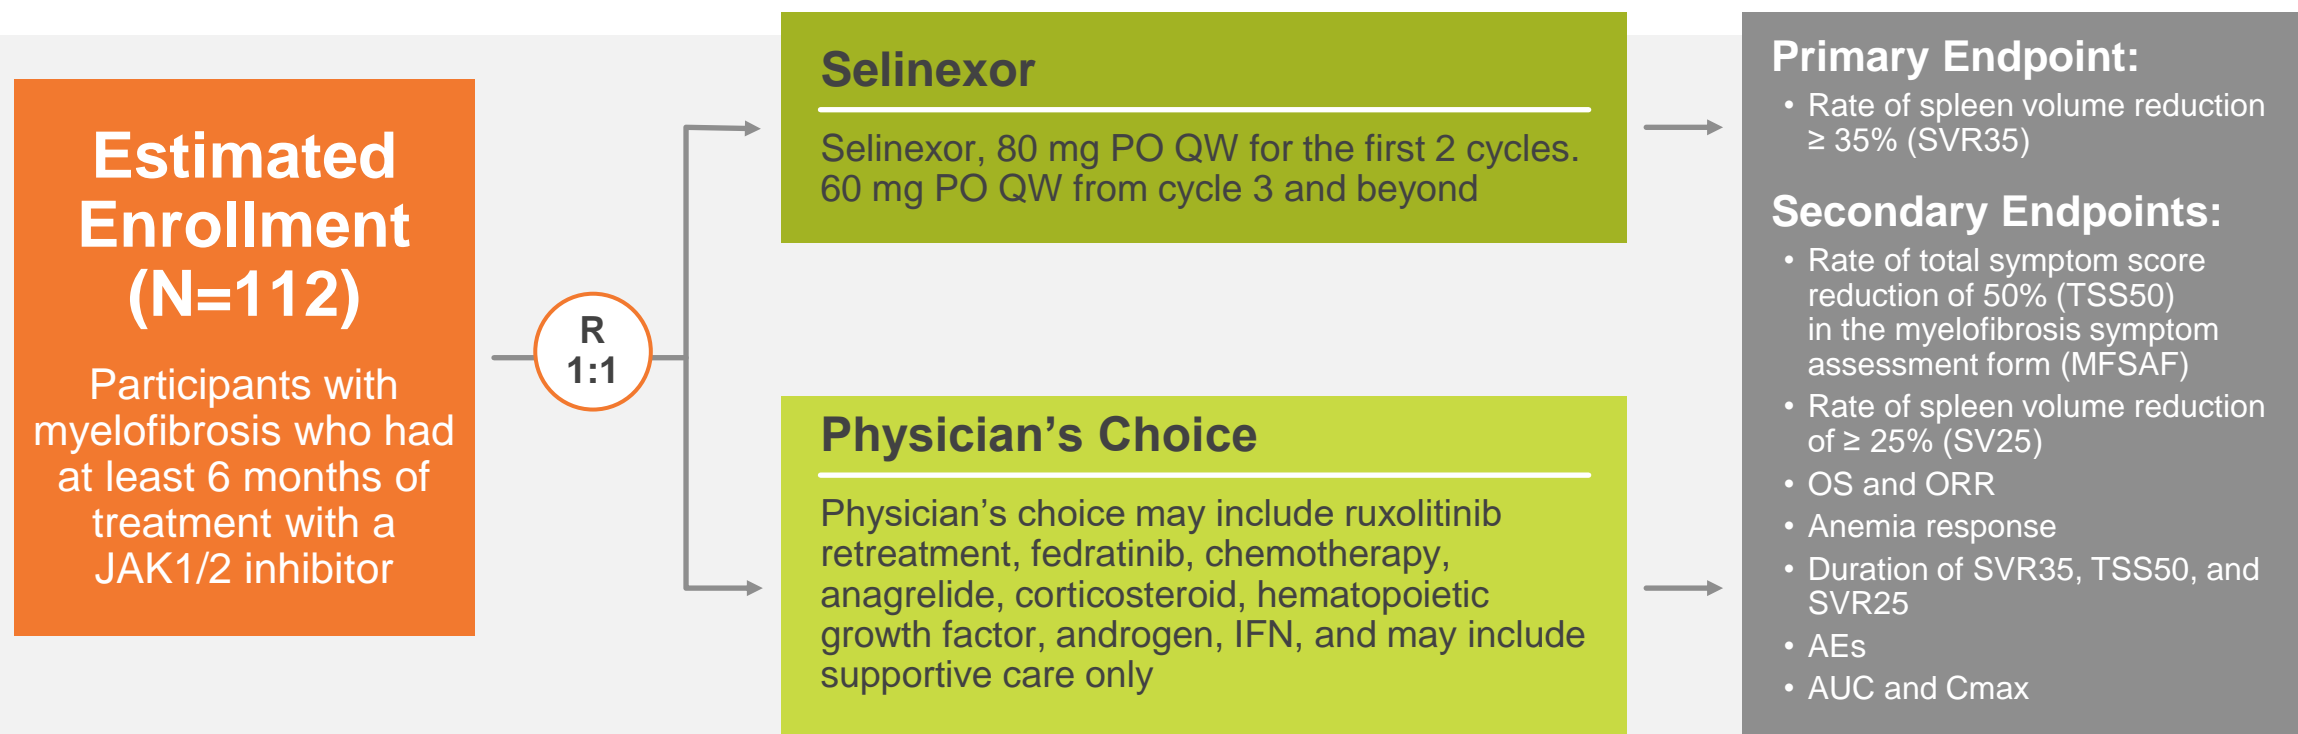 Estimated
Enrollment
(N=112)
Participants with
myelofibrosis who had
at least 6 months of
treatment with a
JAK1/2 inhibitor
R
1:1
Selinexor
Selinexor, 80 mg PO QW for the first 2 cycles.
60 mg PO QW from cycle 3 and beyond
Physician’s Choice
Physician’s choice may include ruxolitinib
retreatment, fedratinib, chemotherapy,
anagrelide, corticosteroid, hematopoietic
growth factor, androgen, IFN, and may include
supportive care only
Primary Endpoint:
• Rate of spleen volume reduction
≥ 35% (SVR35)
Secondary Endpoints:
• Rate of total symptom score
reduction of 50% (TSS50)
in the myelofibrosis symptom
assessment form (MFSAF)
• Rate of spleen volume reduction
of ≥ 25% (SV25)
• OS and ORR
• Anemia response
• Duration of SVR35, TSS50, and
SVR25
• AEs
• AUC and Cmax